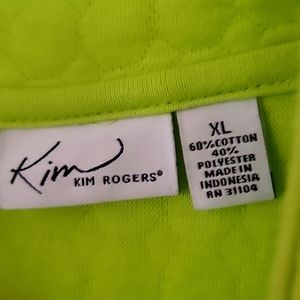 Kim
KIM ROGERS®
XL
60%COTTON
40%
POLYESTER
MADE IN
INDONESIA
RN 31104